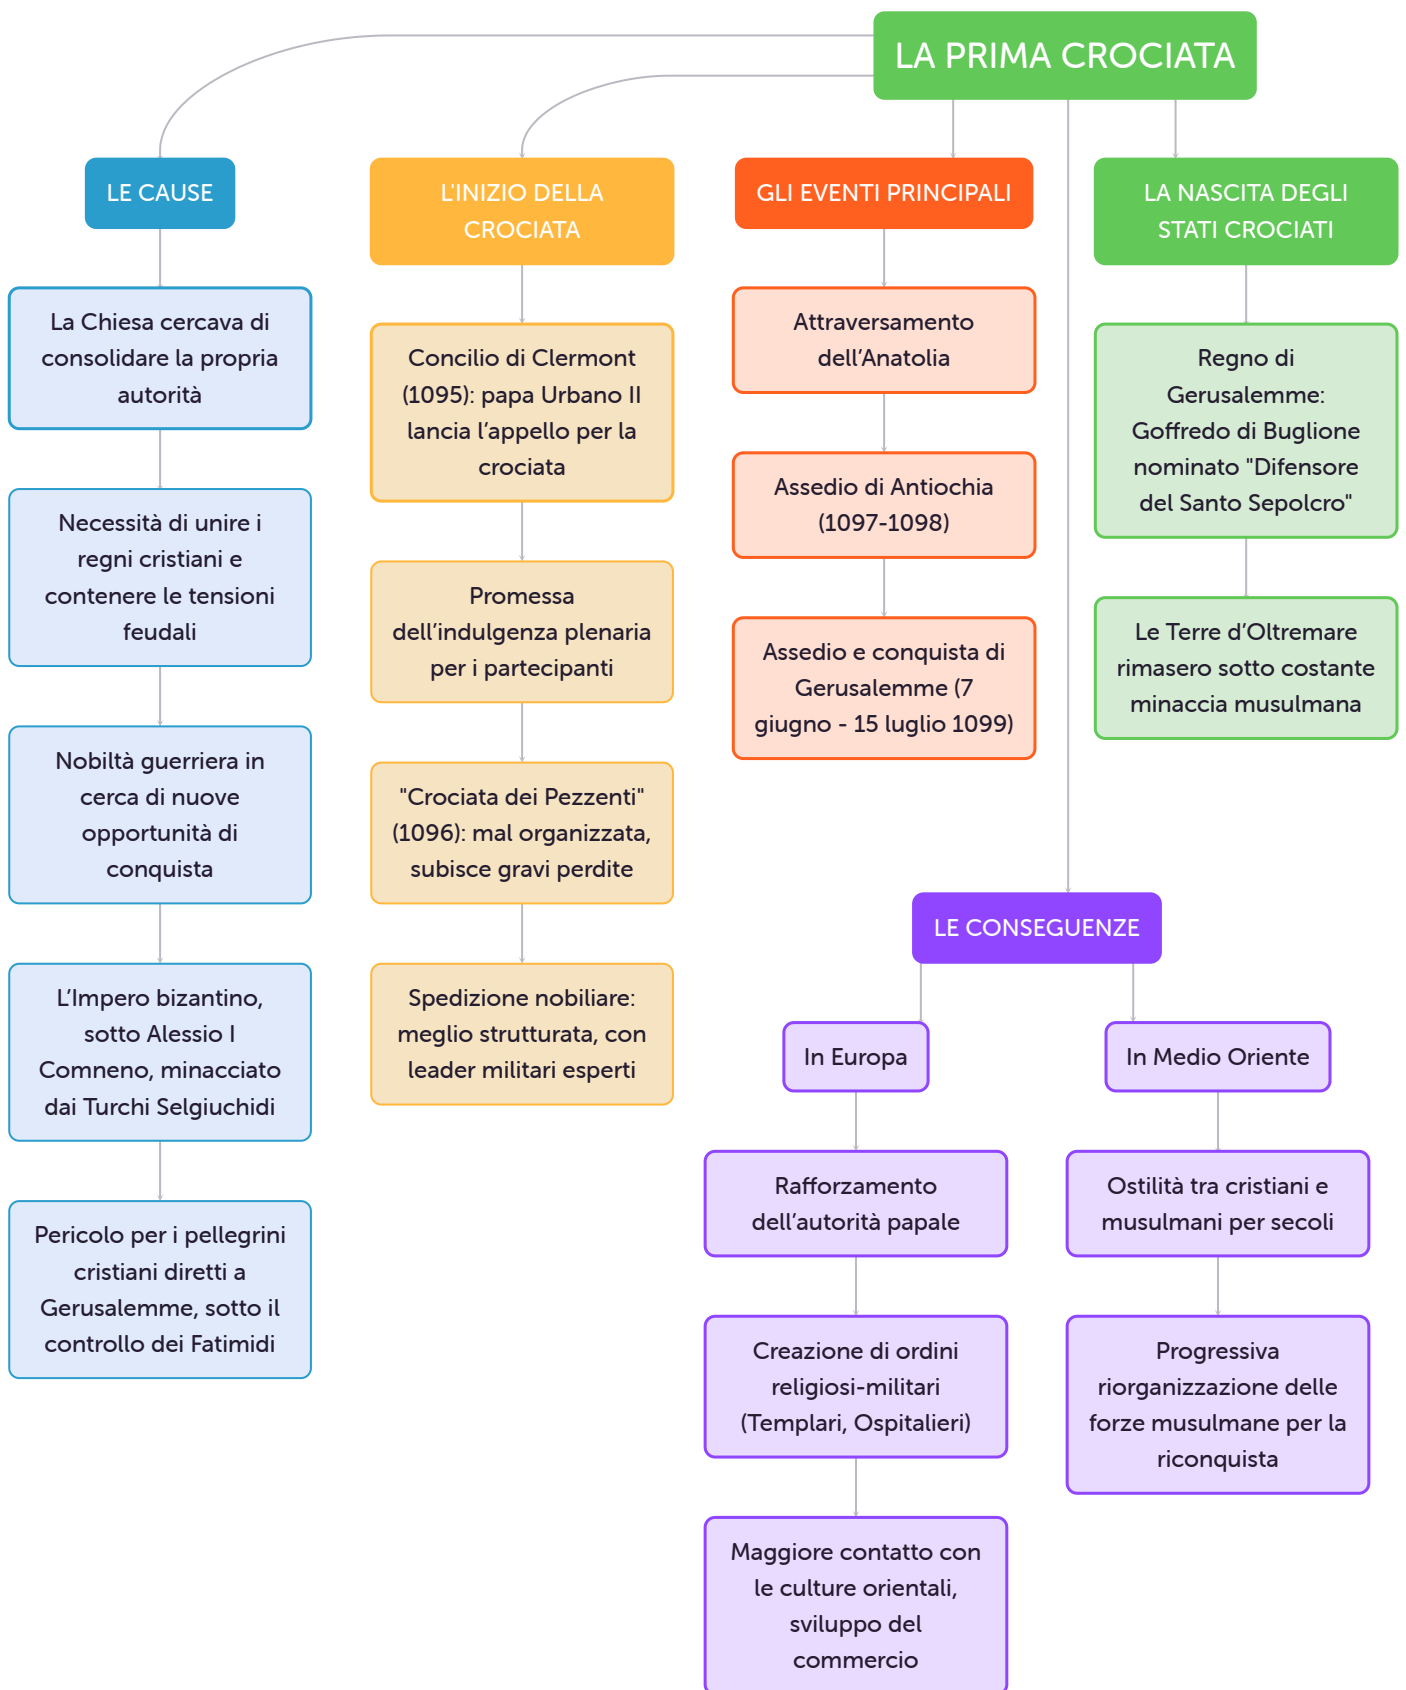 LA PRIMA CROCIATA
LE CAUSE
La Chiesa cercava di
consolidare la propria
autorità
Necessità di unire i
regni cristiani e
contenere le tensioni
feudali
Nobiltà guerriera in
cerca di nuove
opportunità di
conquista
L’Impero bizantino,
sotto Alessio I
Comneno, minacciato
dai Turchi Selgiuchidi
Pericolo per i pellegrini
cristiani diretti a
Gerusalemme, sotto il
controllo dei Fatimidi
L'INIZIO DELLA
CROCIATA
Concilio di Clermont
(1095): papa Urbano II
lancia l’appello per la
crociata
Promessa
dell’indulgenza plenaria
per i partecipanti
"Crociata dei Pezzenti"
(1096): mal organizzata,
subisce gravi perdite
Spedizione nobiliare:
meglio strutturata, con
leader militari esperti
GLI EVENTI PRINCIPALI
Attraversamento
dell’Anatolia
Assedio di Antiochia
(1097-1098)
Assedio e conquista di
Gerusalemme (7
giugno - 15 luglio 1099)
LA NASCITA DEGLI
STATI CROCIATI
Regno di
Gerusalemme:
Goffredo di Buglione
nominato "Difensore
del Santo Sepolcro"
Le Terre d’Oltremare
rimasero sotto costante
minaccia musulmana
LE CONSEGUENZE
In Europa
Rafforzamento
dell’autorità papale
Creazione di ordini
religiosi-militari
(Templari, Ospitalieri)
Maggiore contatto con
le culture orientali,
sviluppo del
commercio
In Medio Oriente
Ostilità tra cristiani e
musulmani per secoli
Progressiva
riorganizzazione delle
forze musulmane per la
riconquista